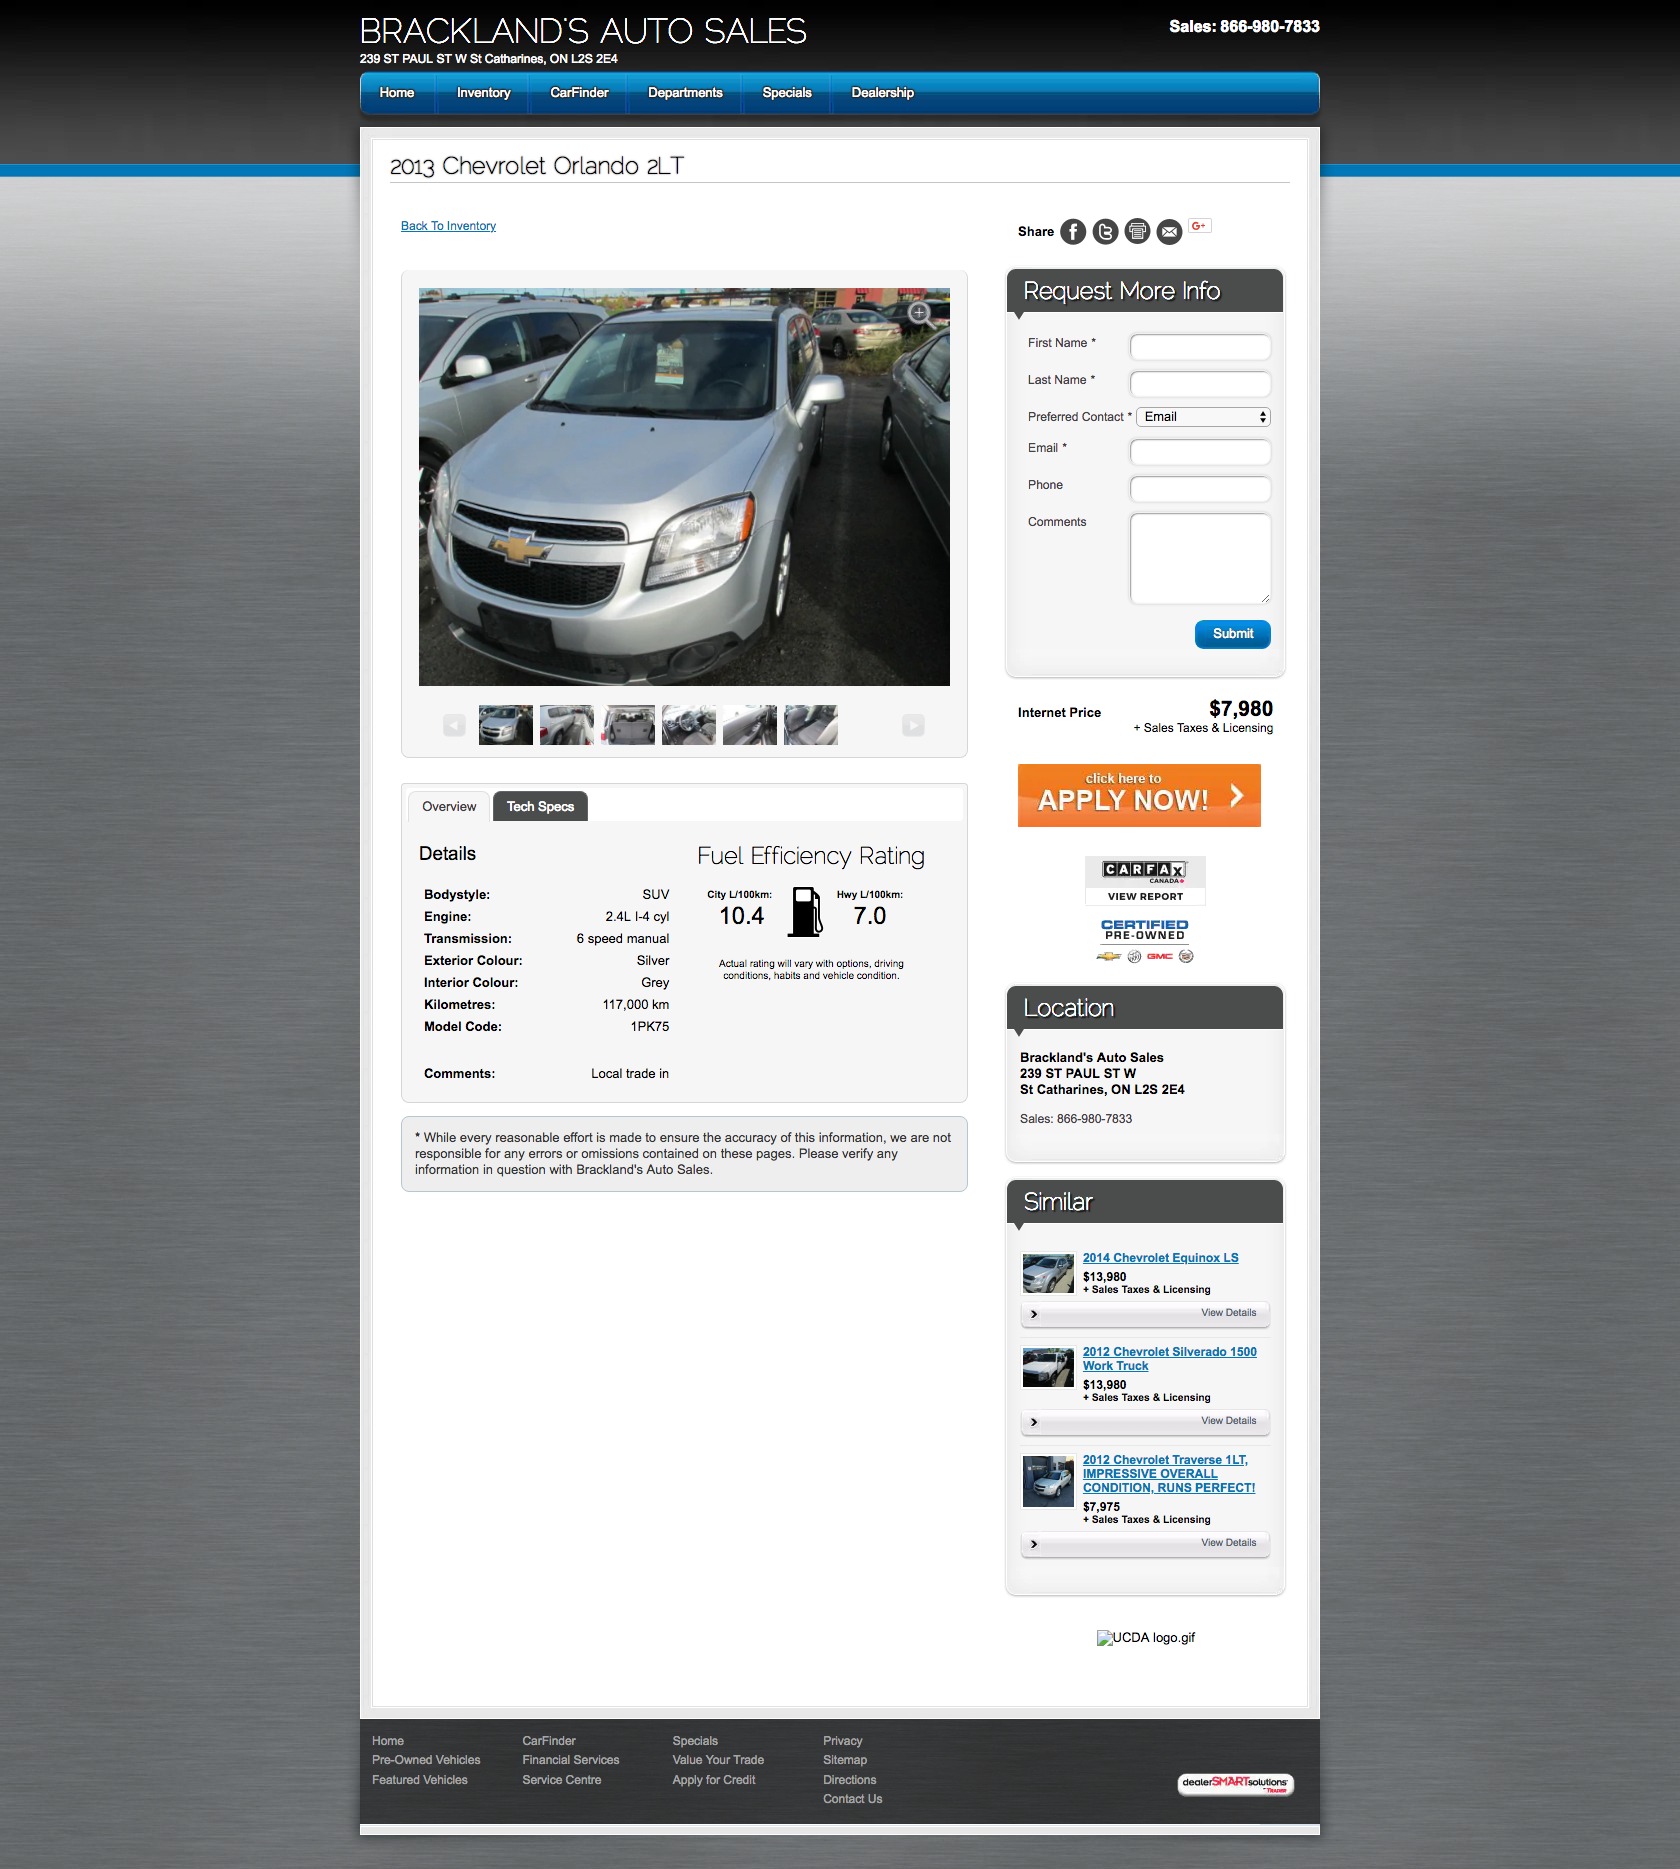 BRACKLAND'S AUTO SALES
Sales: 866-980-7833
239 ST PAUL ST W St Catharines, ON L2S 2E4
Home Inventory CarFinder Departments Specials Dealership
2013 Chevrolet Orlando 2LT
Back To Inventory
Share
G+
Request More Info
First Name *
Last Name *
Preferred Contact * Email
Email *
Phone
Comments
Submit
Internet Price $7,980
+ Sales Taxes & Licensing
click here to
APPLY NOW!
CARFAX
CANADA
VIEW REPORT
CERTIFIED
PRE-OWNED
GMC
Overview Tech Specs
Details
Bodystyle: SUV
Engine: 2.4L I-4 cyl
Transmission: 6 speed manual
Exterior Colour: Silver
Interior Colour: Grey
Kilometres: 117,000 km
Model Code: 1PK75
Comments: Local trade in
Fuel Efficiency Rating
City L/100km: Hwy L/100km:
10.4 7.0
Actual rating will vary with options, driving
conditions, habits and vehicle condition.
* While every reasonable effort is made to ensure the accuracy of this information, we are not
responsible for any errors or omissions contained on these pages. Please verify any
information in question with Brackland's Auto Sales.
Location
Brackland's Auto Sales
239 ST PAUL ST W
St Catharines, ON L2S 2E4
Sales: 866-980-7833
Similar
2014 Chevrolet Equinox LS
$13,980
+ Sales Taxes & Licensing
View Details
2012 Chevrolet Silverado 1500
Work Truck
$13,980
+ Sales Taxes & Licensing
View Details
2012 Chevrolet Traverse 1LT,
IMPRESSIVE OVERALL
CONDITION, RUNS PERFECT!
$7,975
+ Sales Taxes & Licensing
View Details
UCDA logo.gif
Home CarFinder Specials Privacy
Pre-Owned Vehicles Financial Services Value Your Trade Sitemap
Featured Vehicles Service Centre Apply for Credit Directions
Contact Us
dealerSMARTsolutions
by TRADER